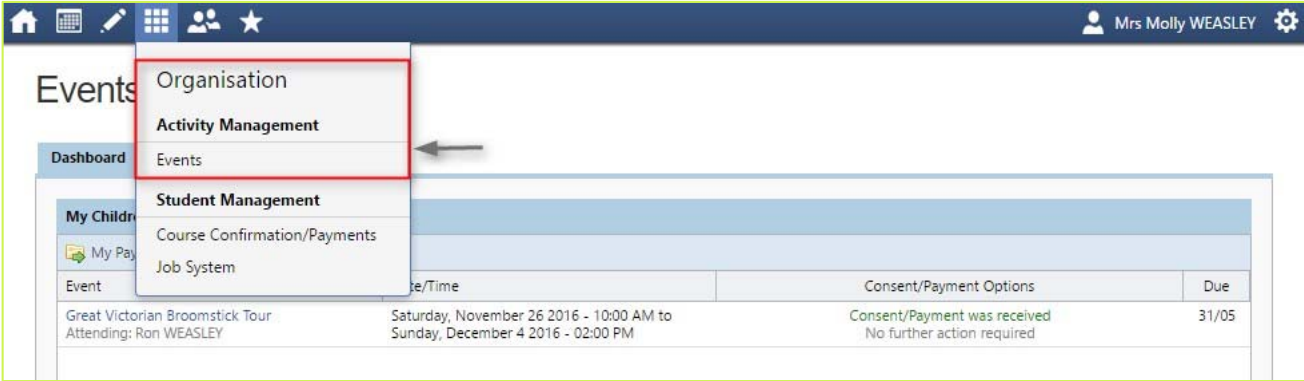 Mrs Molly WEASLEY
Events
Organisation
Activity Management
Events
Student Management
Course Confirmation/Payments
Job System
Dashboard
My Childre
My Pay
Event
te/Time
Consent/Payment Options
Due
Great Victorian Broomstick Tour
Attending: Ron WEASLEY
Saturday, November 26 2016 - 10:00 AM to
Sunday, December 4 2016 - 02:00 PM
Consent/Payment was received
No further action required
31/05